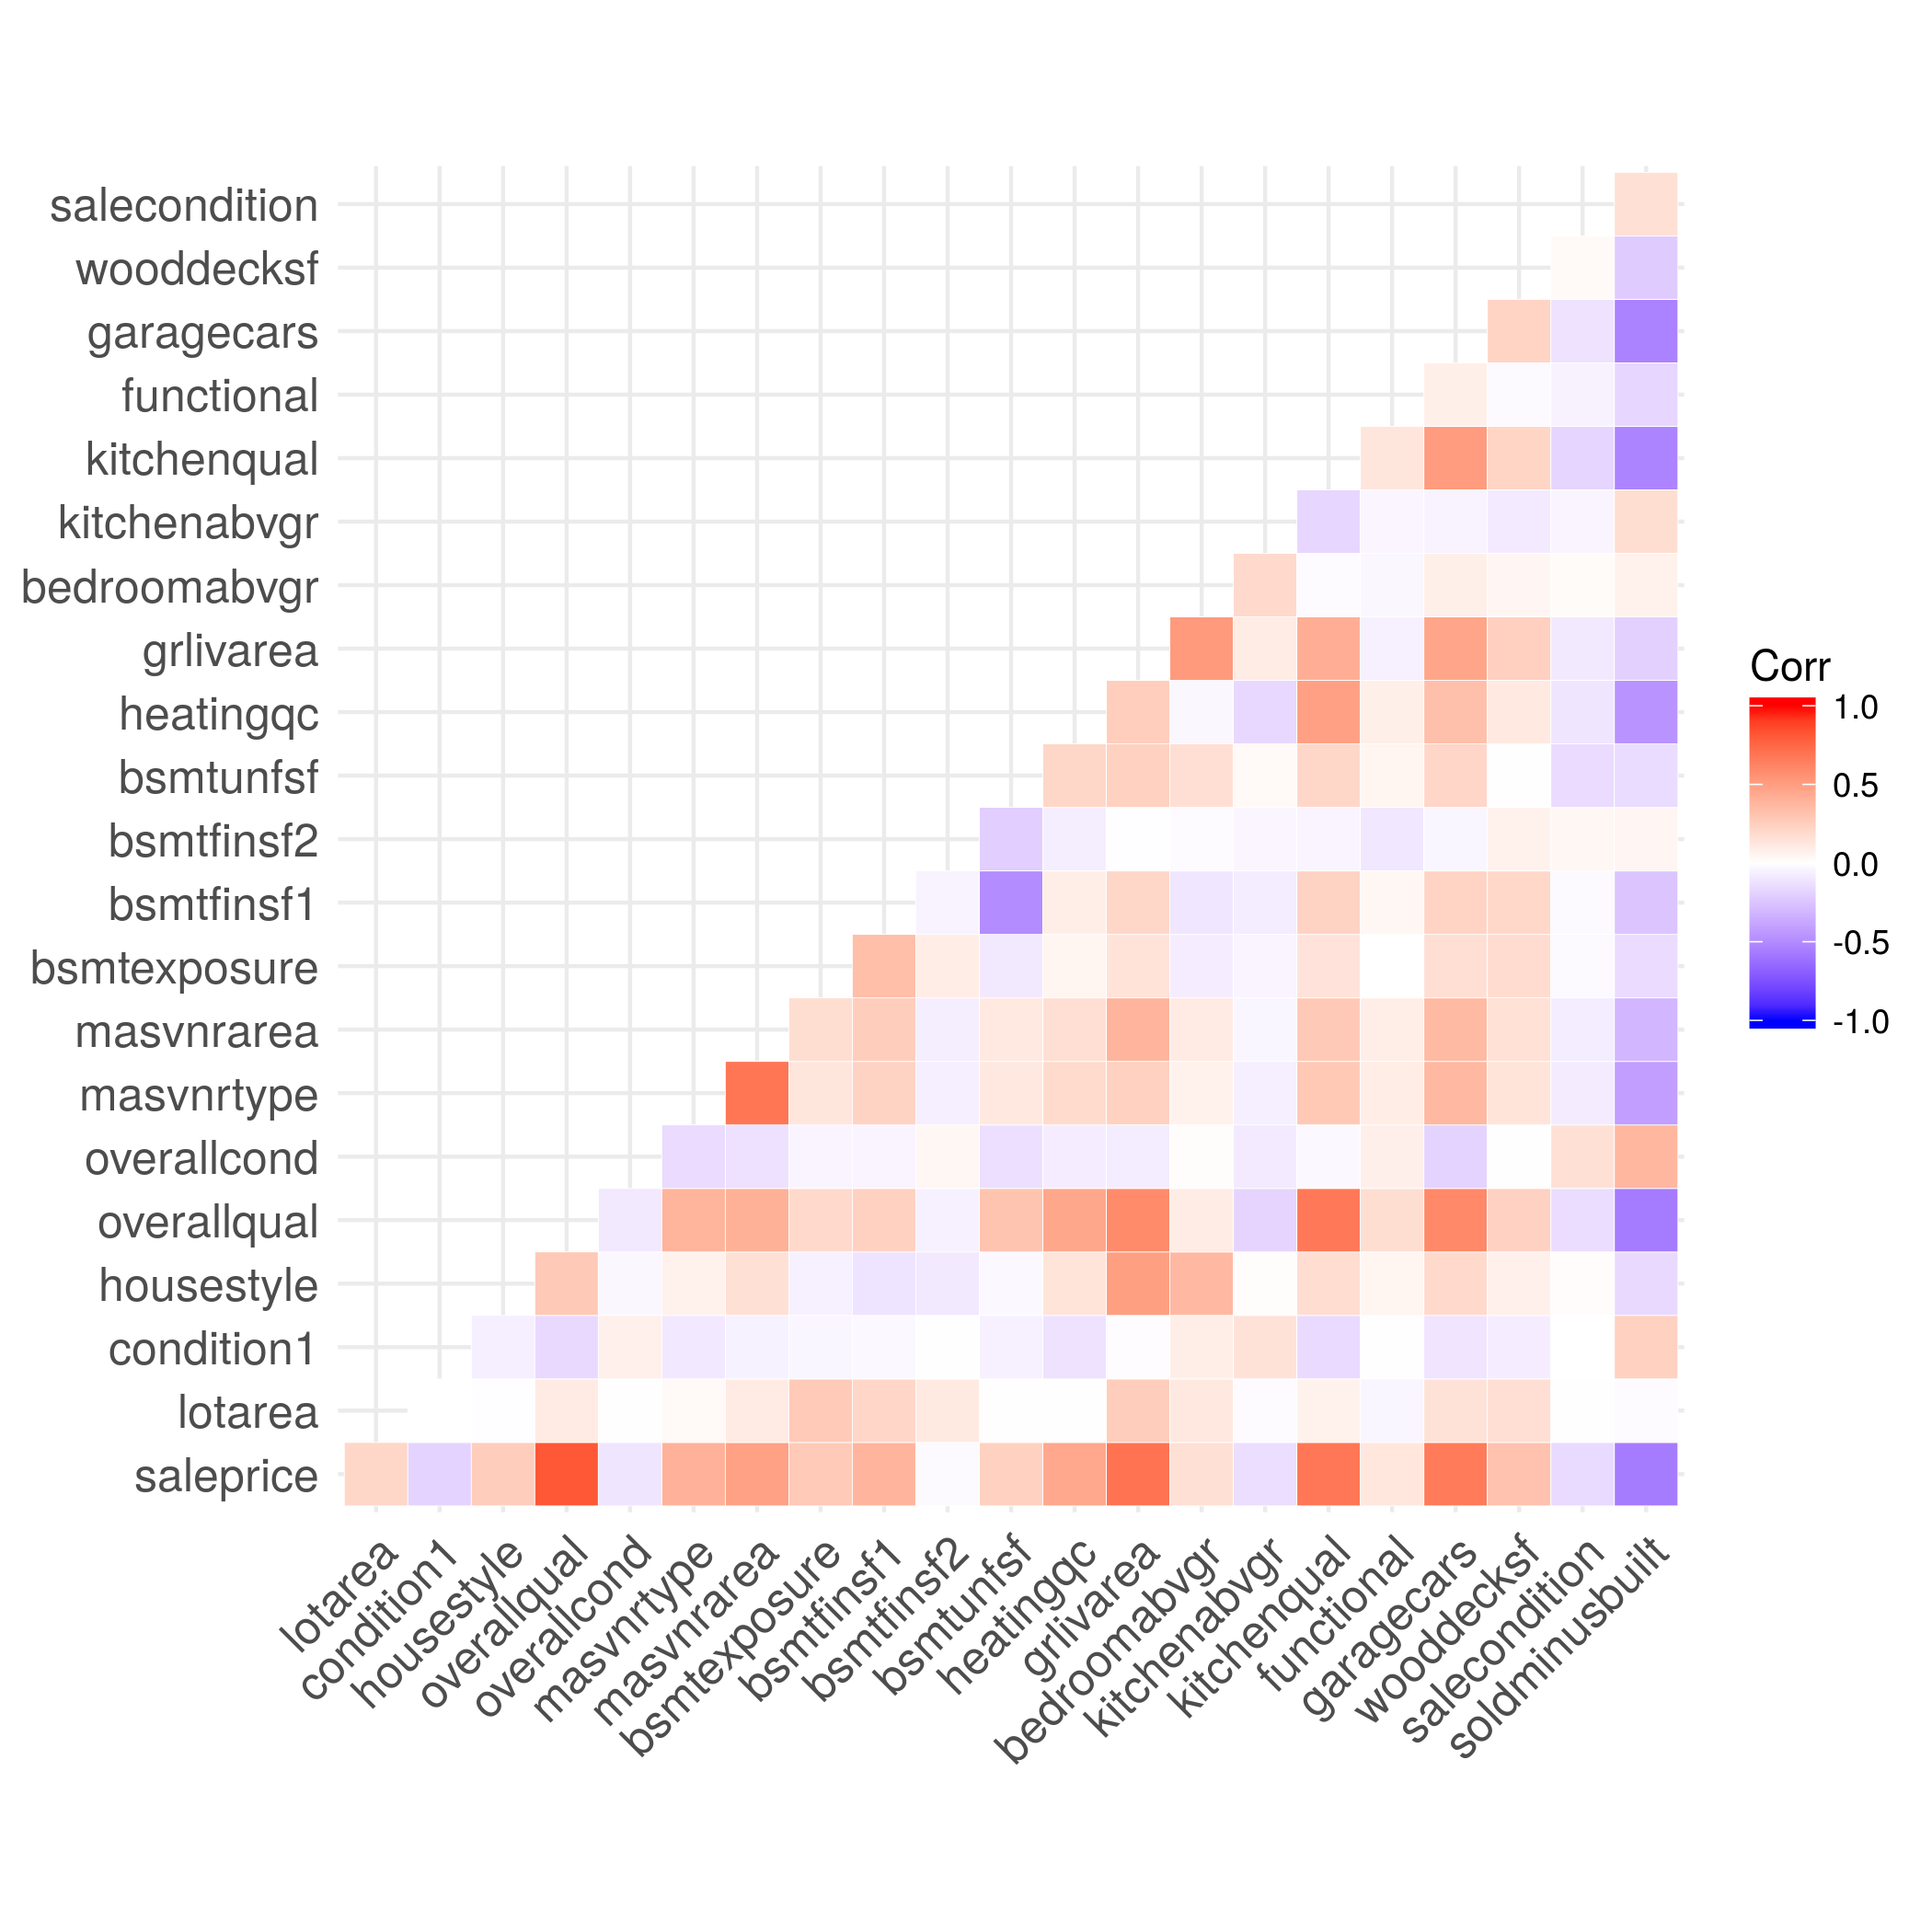 salecondition
wooddecksf
garagecars
functional
kitchenqual
kitchenabvgr
bedroomabvgr
grlivarea
heatingqc
bsmtunfsf
bsmtfinsf2
bsmtfinsf1
bsmtexposure
masvnrarea
masvnrtype
overallcond
overallqual
housestyle
condition1
lotarea
saleprice
lotarea
condition1
housestyle
overallqual
overallcond
masvnrtype
masvnrarea
bsmtexposure
bsmtfinsf1
bsmtfinsf2
bsmtunfsf
heatingqc
grlivarea
bedroomabvgr
kitchenabvgr
kitchenqual
functional
garagecars
wooddecksf
salecondition
soldminusbuilt
Corr
1.0
0.5
0.0
-0.5
-1.0